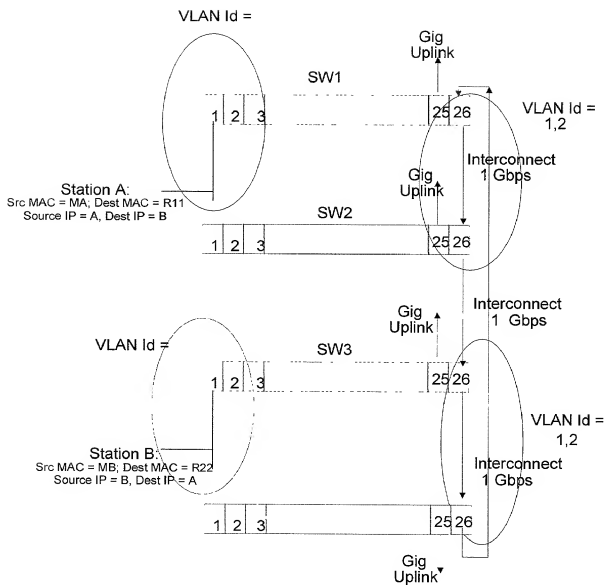 VLAN Id =
Gig
Uplink
SW1
1 2 3
25 26
VLAN Id =
1,2
Interconnect
1 Gbps
Gig
Uplink
Station A:
Src MAC = MA; Dest MAC = R11
Source IP = A, Dest IP = B
SW2
1 2 3
25 26
Interconnect
1 Gbps
Gig
Uplink
VLAN Id =
SW3
1 2 3
25 26
VLAN Id =
1,2
Station B:
Src MAC = MB; Dest MAC = R22
Source IP = B, Dest IP = A
Interconnect
1 Gbps
1 2 3
25 26
Gig
Uplink